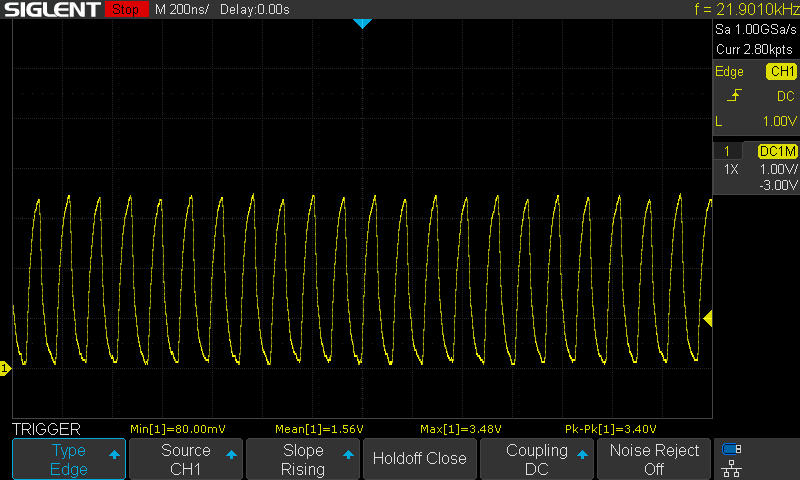 SIGLENT Stop M 200ns/ Delay:0.00s f = 21.9010kHz
Sa 1.00GSa/s
Curr 2.80kpts
Edge CH1
DC
L 1.00V
1 DC1M
1X 1.00V/
-3.00V
1
TRIGGER Min[1]=80.00mV Mean[1]=1.56V Max[1]=3.48V Pk-Pk[1]=3.40V
Type Source Slope Holdoff Close Coupling Noise Reject
Edge CH1 Rising DC Off